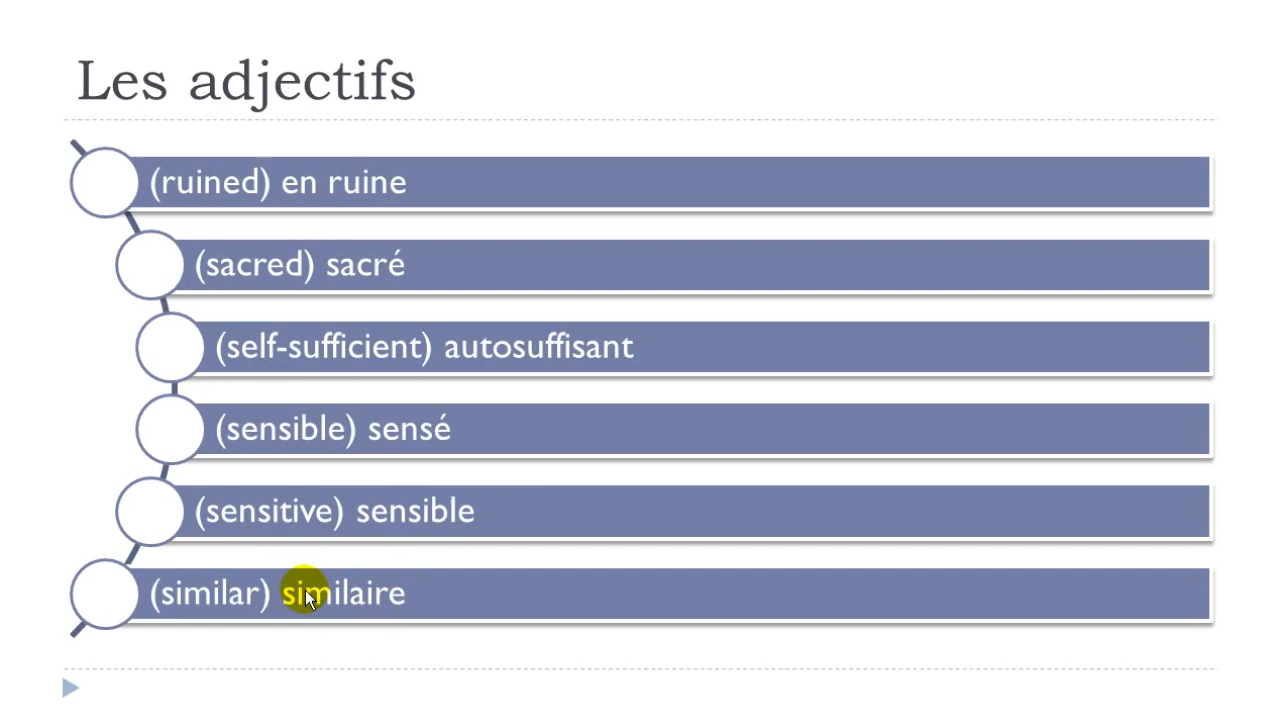 Les adjectifs
(ruined) en ruine
(sacred) sacré
(self-sufficient) autosuffisant
(sensible) sensé
(sensitive) sensible
(similar) similaire